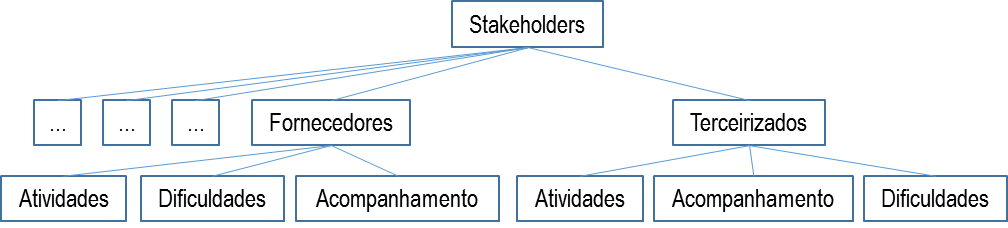 Stakeholders
...
...
...
Fornecedores
Terceirizados
Atividades
Dificuldades
Acompanhamento
Atividades
Acompanhamento
Dificuldades